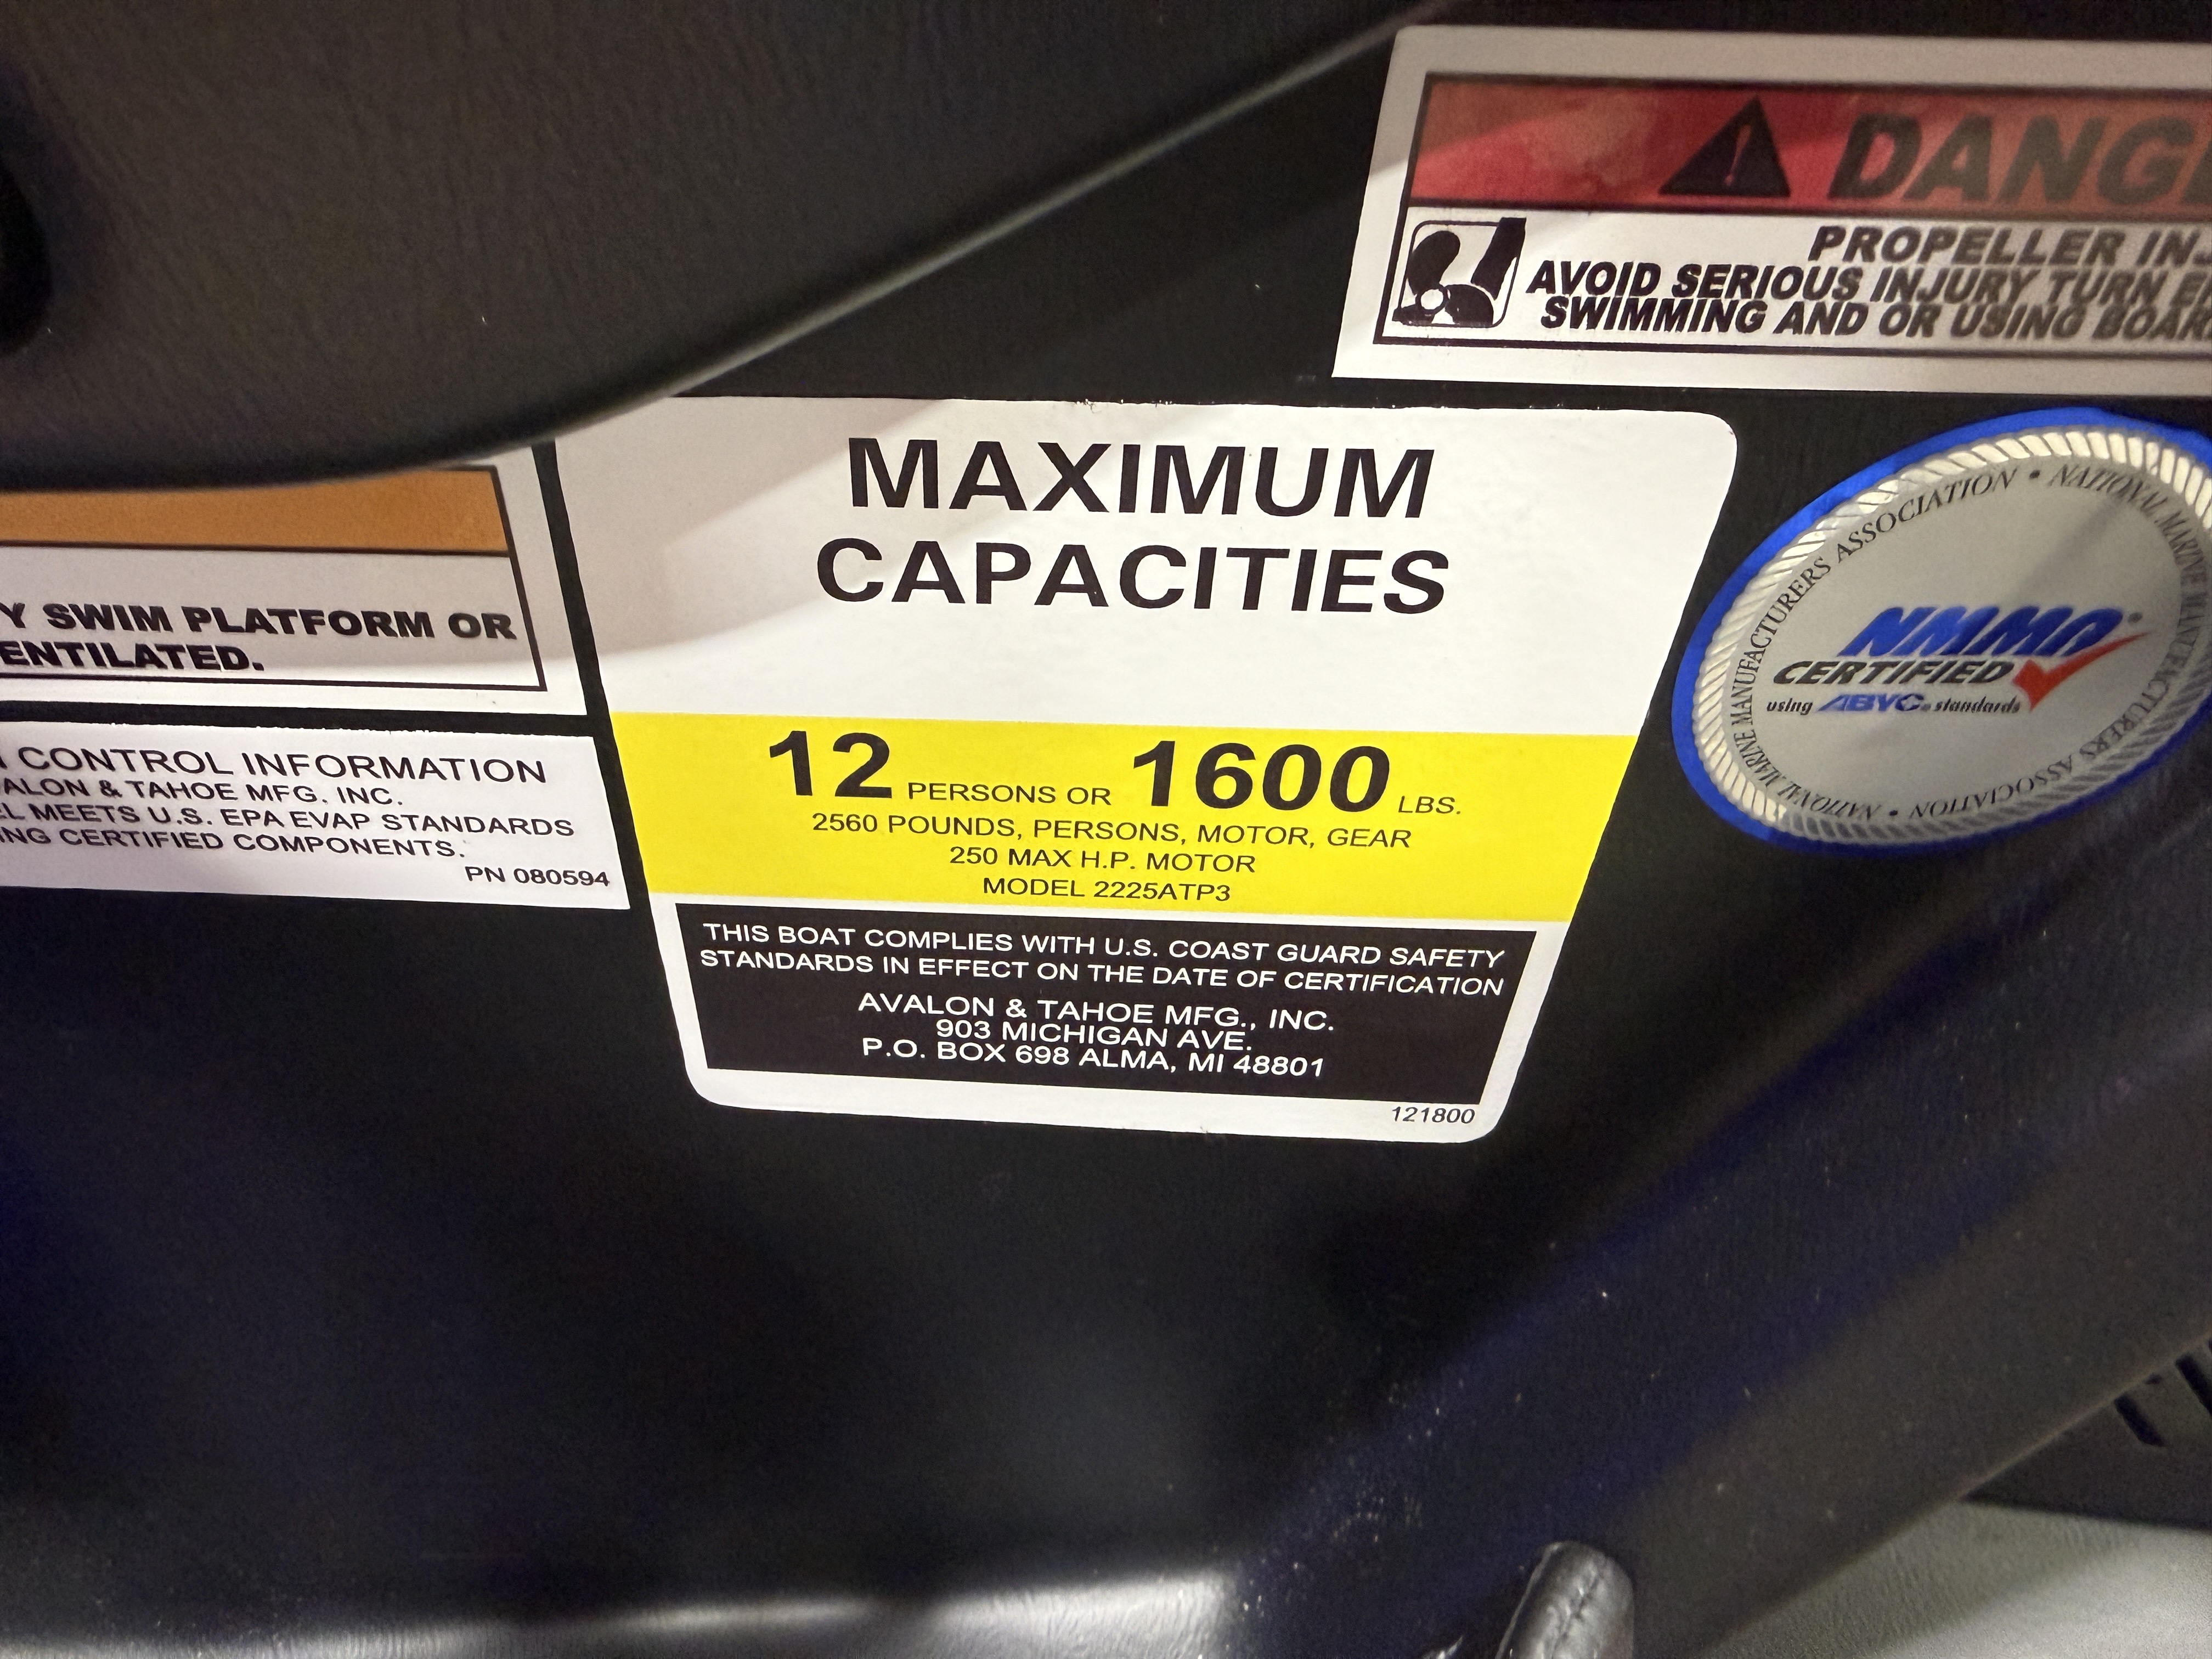 DANG
PROPELLER INJ
AVOID SERIOUS INJURY TURN E
SWIMMING AND OR USING BOAR
MAXIMUM
CAPACITIES
12 PERSONS OR 1600 LBS.
2560 POUNDS, PERSONS, MOTOR, GEAR
250 MAX H.P. MOTOR
MODEL 2225ATP3
THIS BOAT COMPLIES WITH U.S. COAST GUARD SAFETY
STANDARDS IN EFFECT ON THE DATE OF CERTIFICATION
AVALON & TAHOE MFG., INC.
903 MICHIGAN AVE.
P.O. BOX 698 ALMA, MI 48801
121800
Y SWIM PLATFORM OR
ENTILATED.
CONTROL INFORMATION
ALON & TAHOE MFG. INC.
EL MEETS U.S. EPA EVAP STANDARDS
ING CERTIFIED COMPONENTS.
PN 080594
NATIONAL MARINE MANUFACTURERS ASSOCIATION • NATIONAL MARINE MANUFACTURERS ASSOCIATION •
NMMA®
CERTIFIED
using ABYC® standards